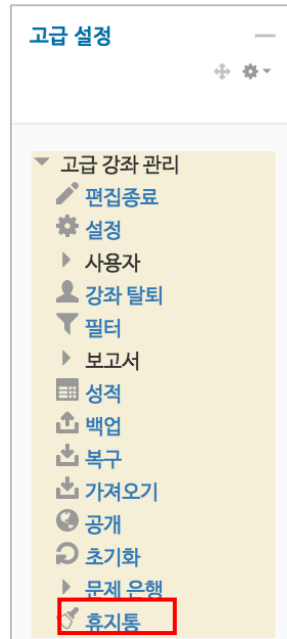 고급 설정
고급 강좌 관리
편집종료
설정
사용자
강좌 탈퇴
필터
보고서
성적
백업
복구
가져오기
공개
초기화
문제 은행
휴지통